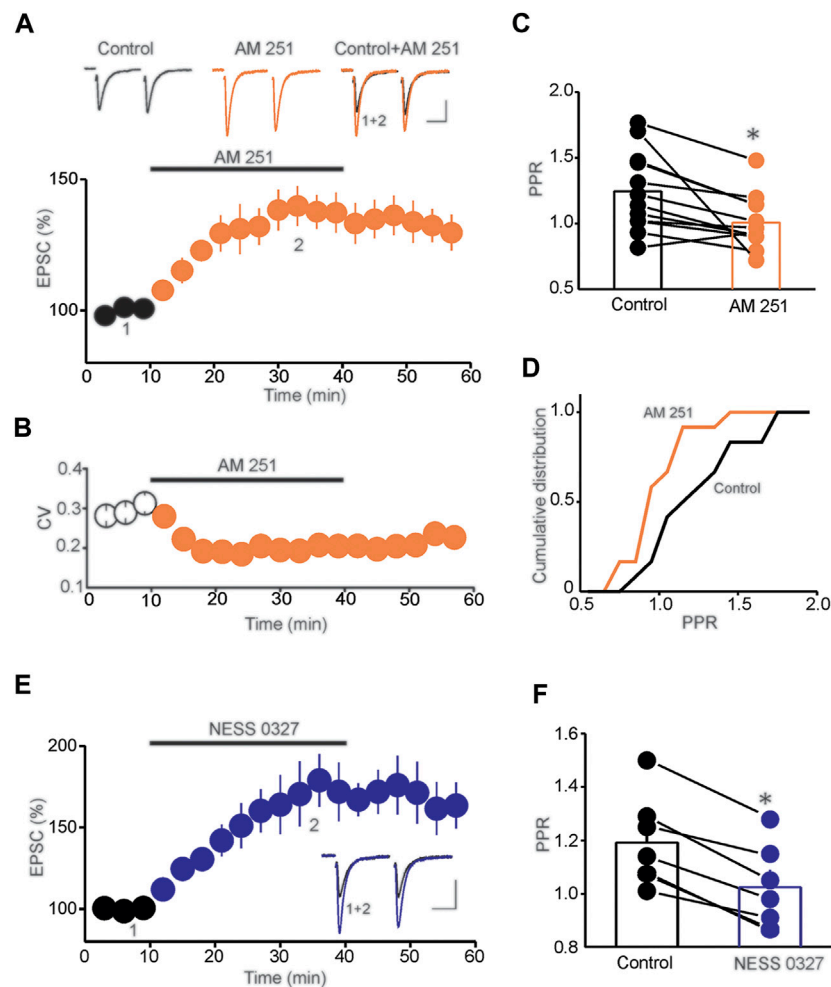 A
Control
AM 251
Control+AM 251
1+2
AM 251
150
100
EPSC (%)
1
2
0
10
20
30
40
50
60
Time (min)
B
AM 251
0.4
0.3
0.2
0.1
CV
0
10
20
30
40
50
60
Time (min)
C
2.0
1.5
1.0
0.5
PPR
*
Control
AM 251
D
1.0
0.5
0
Cumulative distribution
AM 251
Control
0.5
1.0
1.5
2.0
PPR
E
NESS 0327
200
150
100
EPSC (%)
1
2
1+2
0
10
20
30
40
50
60
Time (min)
F
1.6
1.4
1.2
1.0
0.8
PPR
*
Control
NESS 0327